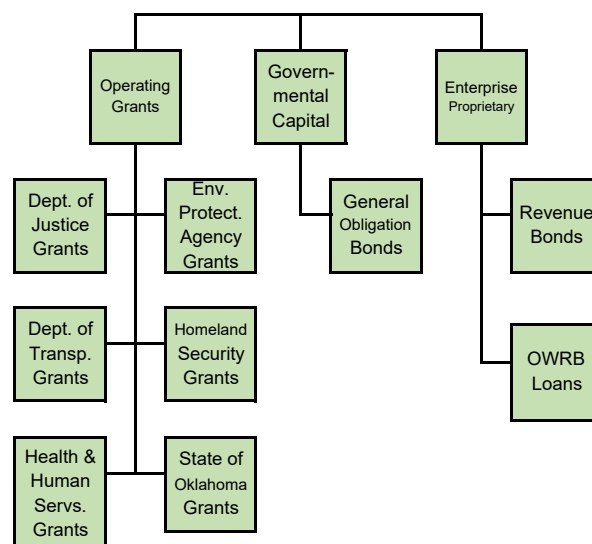 Operating
Grants
Govern-
mental
Capital
Enterprise
Proprietary
Dept. of
Justice
Grants
Env.
Protect.
Agency
Grants
General
Obligation
Bonds
Revenue
Bonds
Dept. of
Transp.
Grants
Homeland
Security
Grants
OWRB
Loans
Health &
Human
Servs.
Grants
State of
Oklahoma
Grants